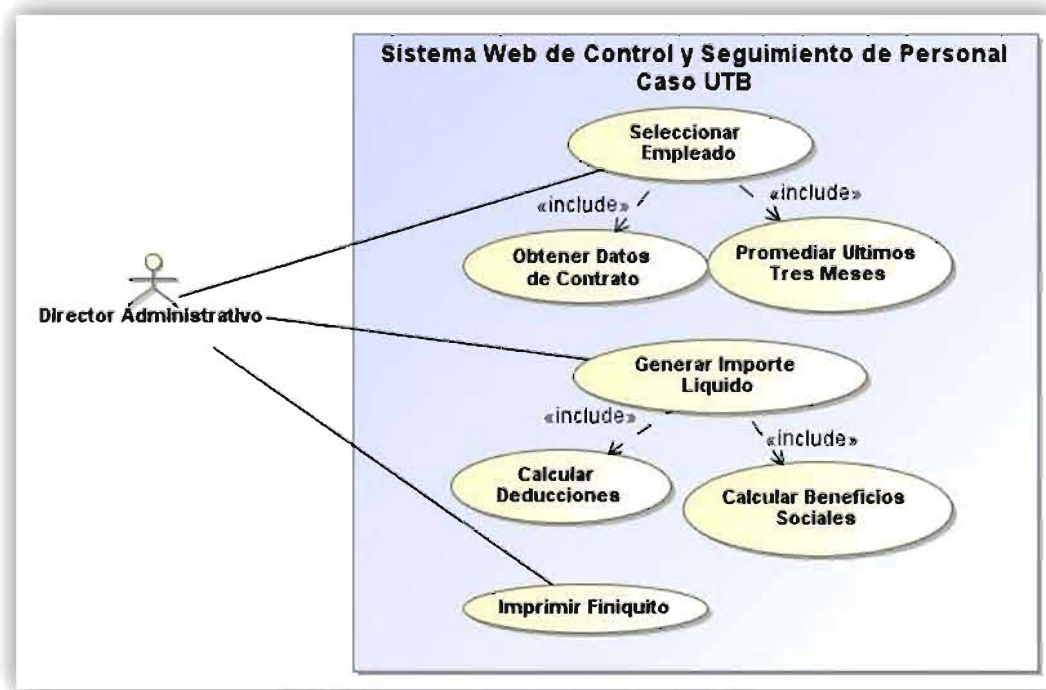 Sistema Web de Control y Seguimiento de Personal
Caso UTB
Seleccionar
Empleado
«include»
«include»
Obtener Datos
de Contrato
Promediar Ultimos
Tres Meses
Director Administrativo
Generar Importe
Liquido
«include»
«include»
Calcular
Deducciones
Calcular Beneficios
Sociales
Imprimir Finiquito